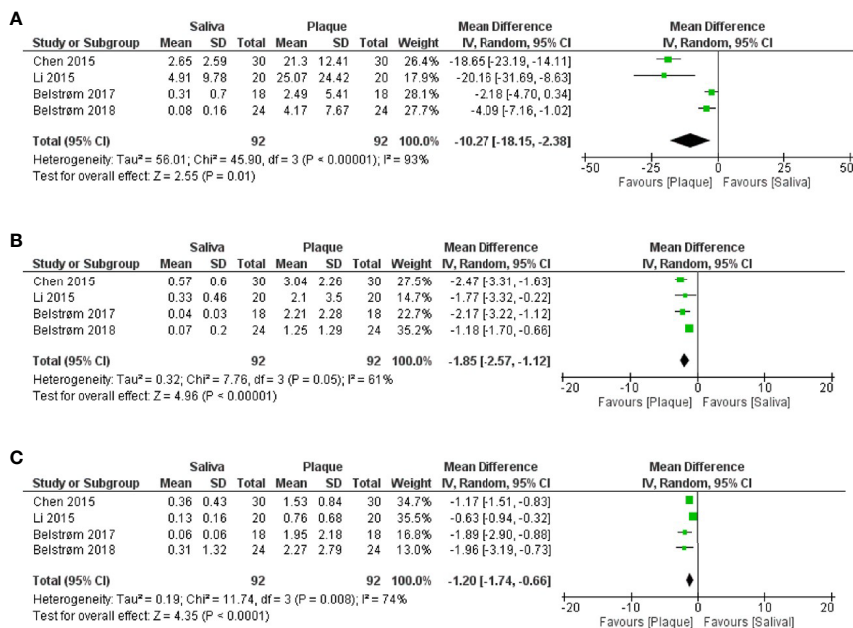 A
Saliva Plaque Mean Difference Mean Difference
Study or Subgroup Mean SD Total Mean SD Total Weight IV, Random, 95% CI IV, Random, 95% CI
Chen 2015 2.65 2.59 30 21.3 12.41 30 26.4% -18.65 [-23.19, -14.11]
Li 2015 4.91 9.78 20 25.07 24.42 20 17.9% -20.16 [-31.69, -8.63]
Belstrøm 2017 0.31 0.7 18 2.49 5.41 18 28.1% -2.18 [-4.70, 0.34]
Belstrøm 2018 0.08 0.16 24 4.17 7.67 24 27.7% -4.09 [-7.16, -1.02]
Total (95% CI) 92 92 100.0% -10.27 [-18.15, -2.38]
Heterogeneity: Tau² = 56.01; Chi² = 45.90, df = 3 (P < 0.00001); I² = 93%
Test for overall effect: Z = 2.55 (P = 0.01)
-50 -25 0 25 50
Favours [Plaque] Favours [Saliva]
B
Saliva Plaque Mean Difference Mean Difference
Study or Subgroup Mean SD Total Mean SD Total Weight IV, Random, 95% CI IV, Random, 95% CI
Chen 2015 0.57 0.6 30 3.04 2.26 30 27.5% -2.47 [-3.31, -1.63]
Li 2015 0.33 0.46 20 2.1 3.5 20 14.7% -1.77 [-3.32, -0.22]
Belstrøm 2017 0.04 0.03 18 2.21 2.28 18 22.7% -2.17 [-3.22, -1.12]
Belstrøm 2018 0.07 0.2 24 1.25 1.29 24 35.2% -1.18 [-1.70, -0.66]
Total (95% CI) 92 92 100.0% -1.85 [-2.57, -1.12]
Heterogeneity: Tau² = 0.32; Chi² = 7.76, df = 3 (P = 0.05); I² = 61%
Test for overall effect: Z = 4.96 (P < 0.00001)
-20 -10 0 10 20
Favours [Plaque] Favours [Saliva]
C
Saliva Plaque Mean Difference Mean Difference
Study or Subgroup Mean SD Total Mean SD Total Weight IV, Random, 95% CI IV, Random, 95% CI
Chen 2015 0.36 0.43 30 1.53 0.84 30 34.7% -1.17 [-1.51, -0.83]
Li 2015 0.13 0.16 20 0.76 0.68 20 35.5% -0.63 [-0.94, -0.32]
Belstrøm 2017 0.06 0.06 18 1.95 2.18 18 16.8% -1.89 [-2.90, -0.88]
Belstrøm 2018 0.31 1.32 24 2.27 2.79 24 13.0% -1.96 [-3.19, -0.73]
Total (95% CI) 92 92 100.0% -1.20 [-1.74, -0.66]
Heterogeneity: Tau² = 0.19; Chi² = 11.74, df = 3 (P = 0.008); I² = 74%
Test for overall effect: Z = 4.35 (P < 0.0001)
-20 -10 0 10 20
Favours [Plaque] Favours [Saliva]